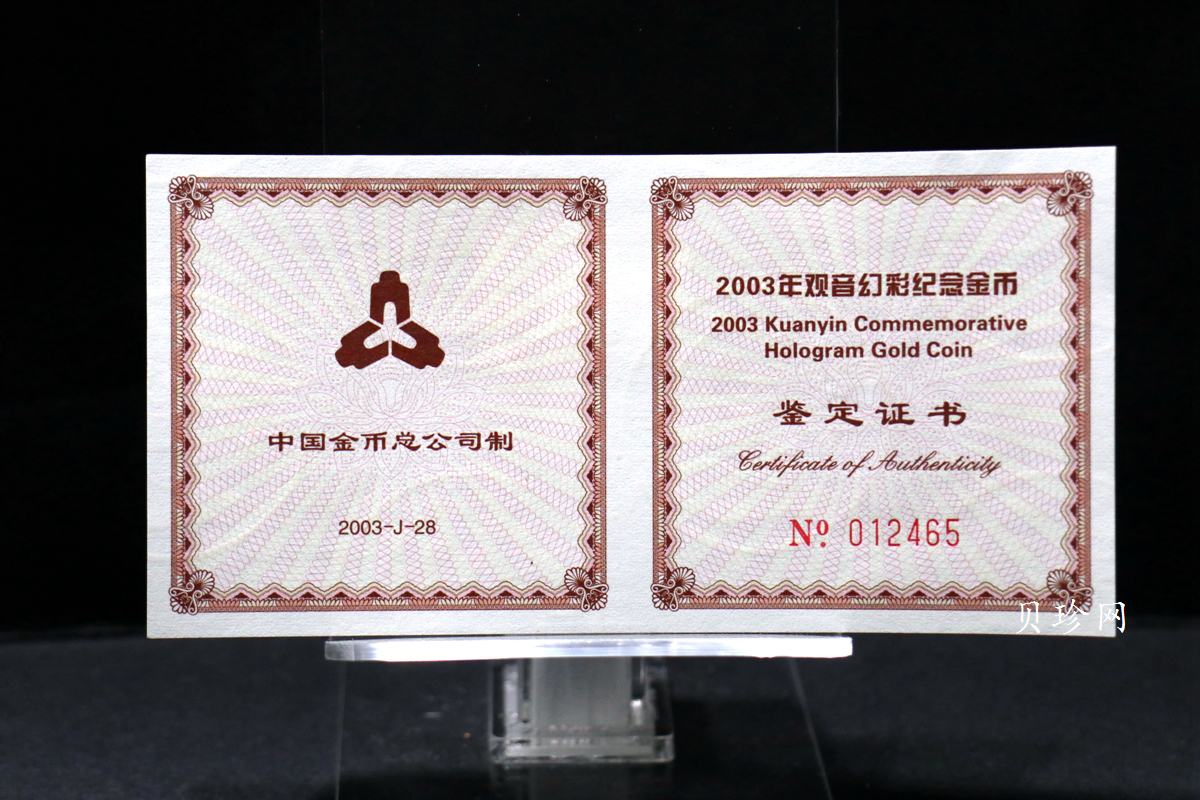 中国金币总公司制
2003-J-28
2003年观音幻彩纪念金币
2003 Kuanyin Commemorative
Hologram Gold Coin
鉴定证书
Certificate of Authenticity
Nº 012465
贝珍网